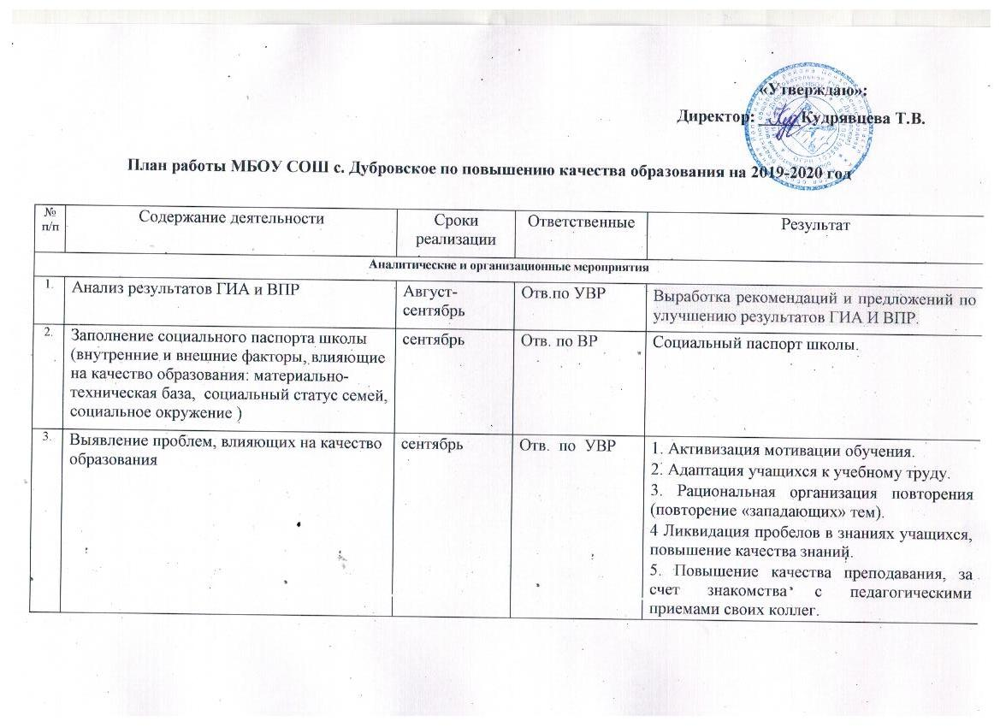 «Утверждаю»:
Директор: _____Кудрявцева Т.В.
План работы МБОУ СОШ с. Дубровское по повышению качества образования на 2019-2020 год
№ п/п
Содержание деятельности
Сроки
реализации
Ответственные
Результат
Аналитические и организационные мероприятия
1.
Анализ результатов ГИА и ВПР
Август-
сентябрь
Отв.по УВР
Выработка рекомендаций и предложений по
улучшению результатов ГИА И ВПР.
2.
Заполнение социального паспорта школы
(внутренние и внешние факторы, влияющие
на качество образования: материально-
техническая база, социальный статус семей,
социальное окружение )
сентябрь
Отв. по ВР
Социальный паспорт школы.
3.
Выявление проблем, влияющих на качество
образования
сентябрь
Отв. по УВР
1. Активизация мотивации обучения.
2. Адаптация учащихся к учебному труду.
3. Рациональная организация повторения
(повторение «западающих» тем).
4 Ликвидация пробелов в знаниях учащихся,
повышение качества знаний.
5. Повышение качества преподавания, за
счет знакомства с педагогическими
приемами своих коллег.